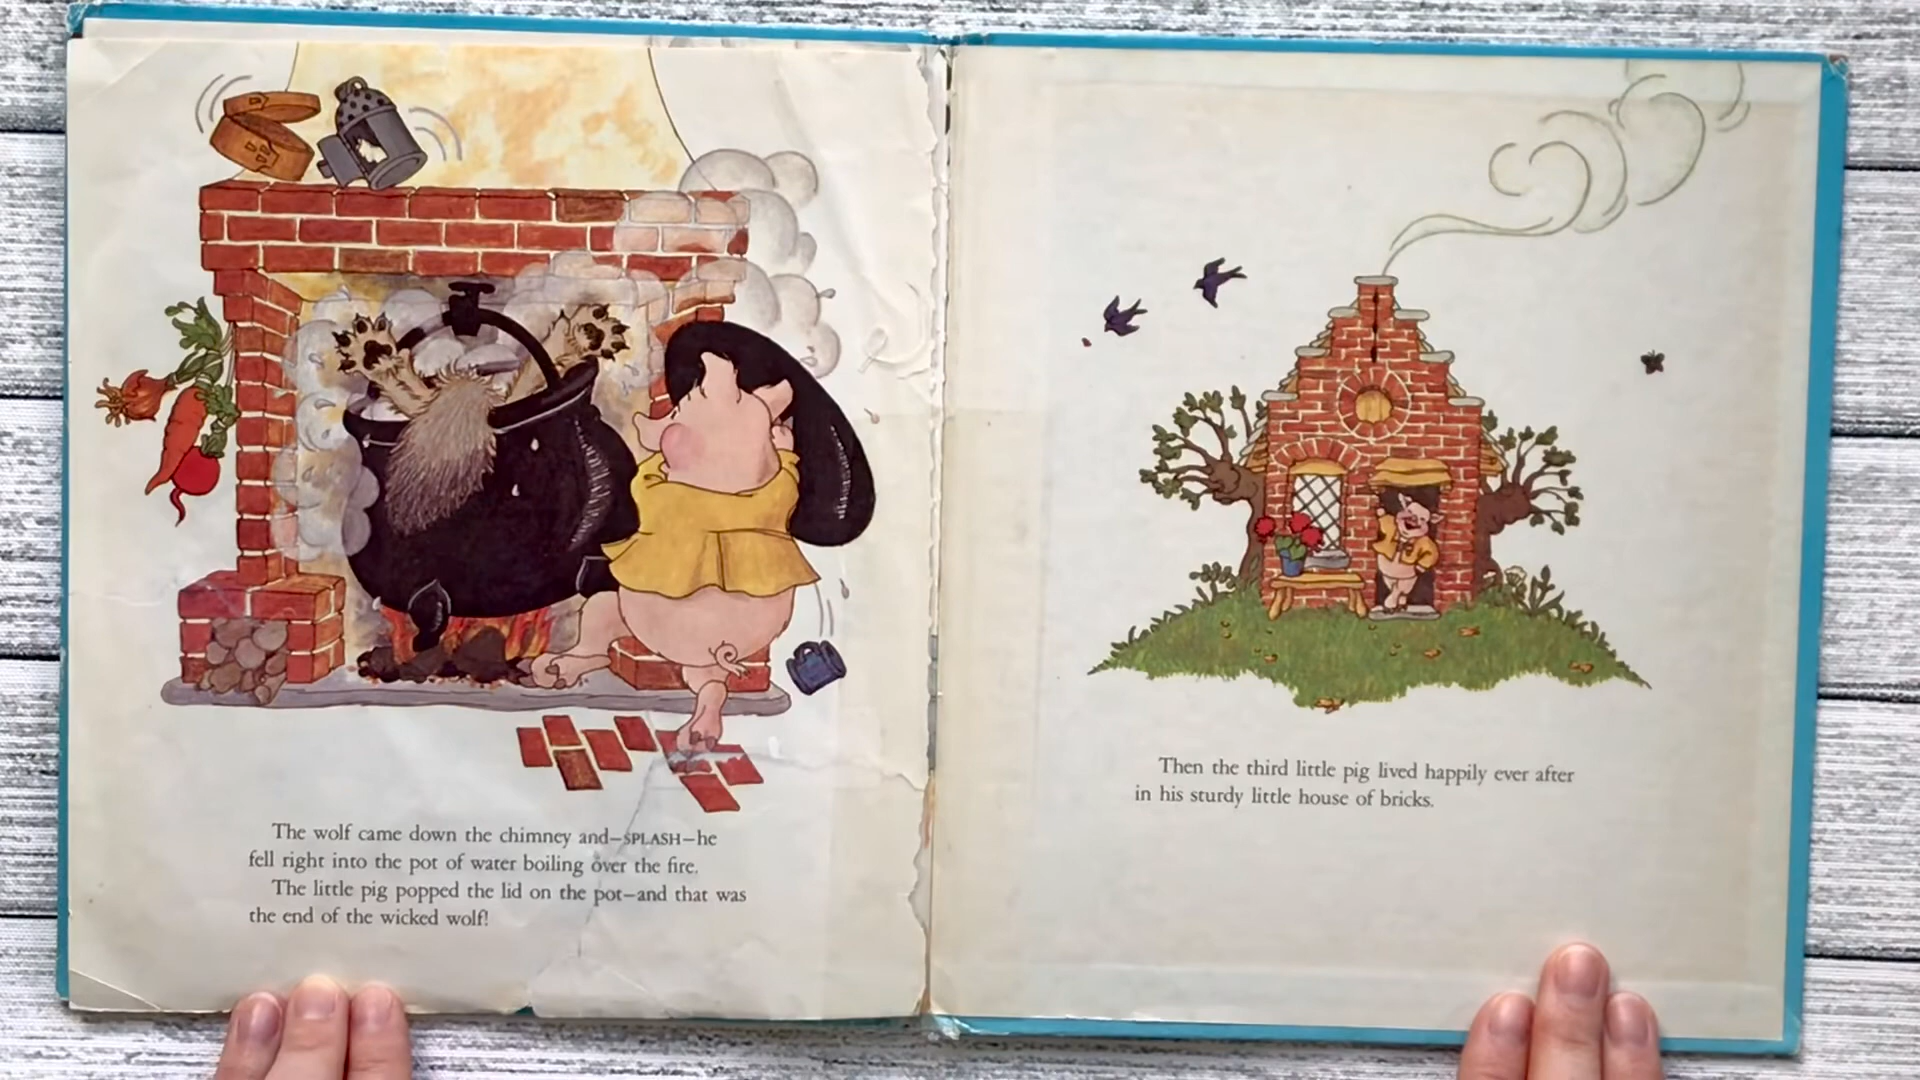 The wolf came down the chimney and—SPLASH—he
fell right into the pot of water boiling over the fire.
The little pig popped the lid on the pot—and that was
the end of the wicked wolf!
Then the third little pig lived happily ever after
in his sturdy little house of bricks.